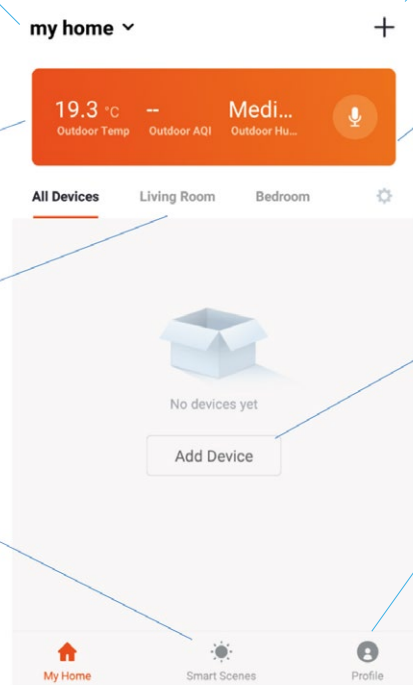 my home
19.3 °C -- Medi...
Outdoor Temp Outdoor AQI Outdoor Hu...
All Devices Living Room Bedroom
No devices yet
Add Device
My Home Smart Scenes Profile